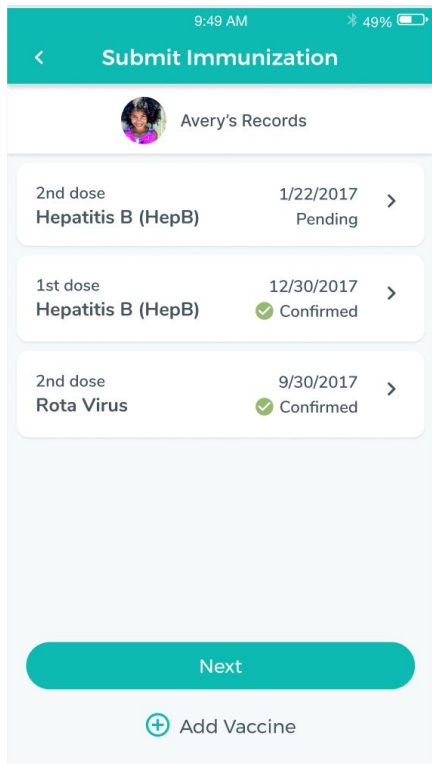 9:49 AM 49%
Submit Immunization
Avery's Records
2nd dose 1/22/2017
Hepatitis B (HepB) Pending
1st dose 12/30/2017
Hepatitis B (HepB) Confirmed
2nd dose 9/30/2017
Rota Virus Confirmed
Next
Add Vaccine